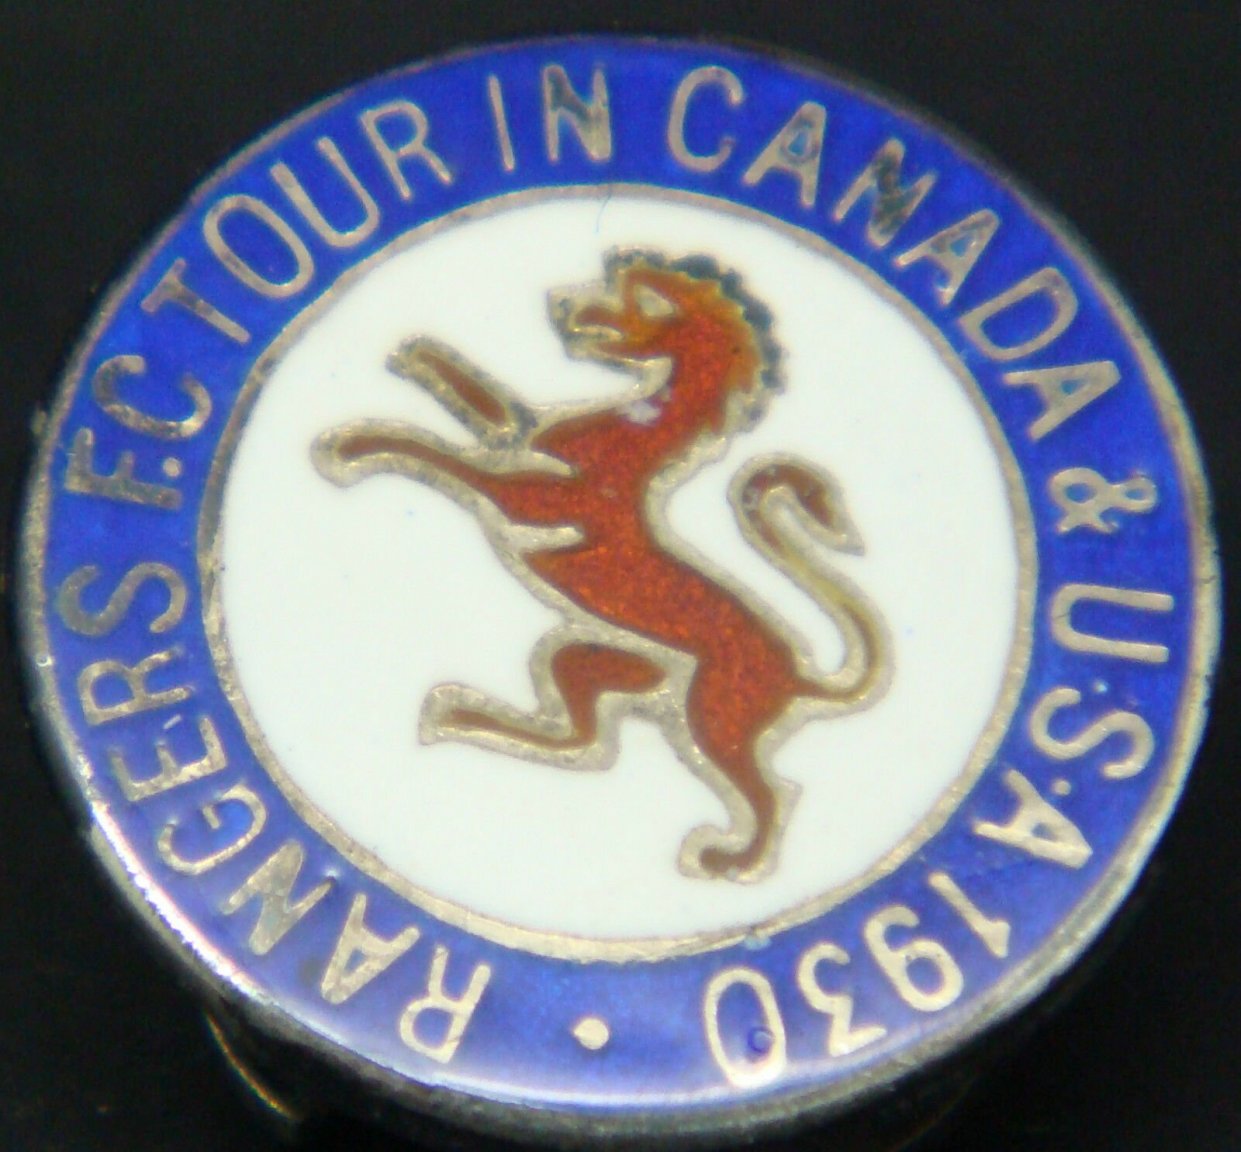 RANGERS F.C TOUR IN CANADA & U.S.A 1930 •